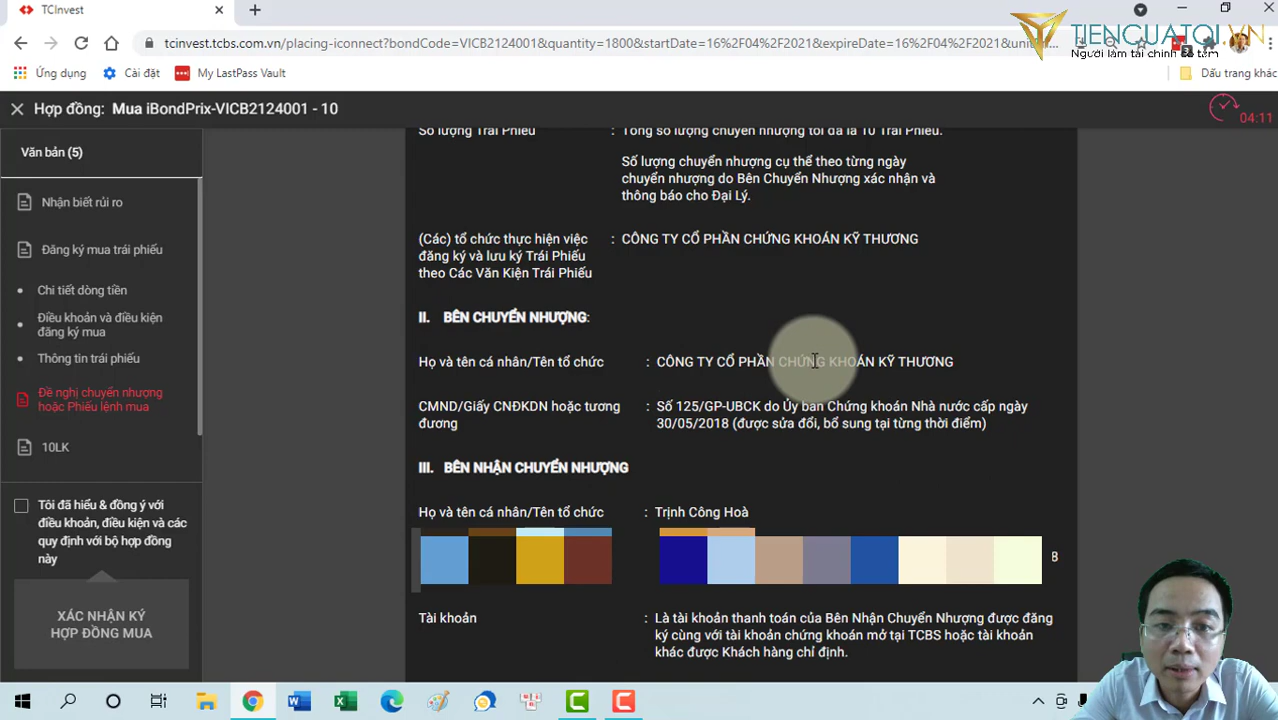 TCInvest
tcinvest.tcbs.com.vn/placing-iconnect?bondCode=VICB2124001&quantity=1800&startDate=16%2F04%2F2021&expireDate=16%2F04%2F2021&unit
TIENCUATOI.VN
Người làm tài chính có tâm
Ứng dụng
Cài đặt
My LastPass Vault
Dấu trang khác
Hợp đồng: Mua iBondPrix-VICB2124001 - 10
04:11
Văn bản (5)
Nhận biết rủi ro
Đăng ký mua trái phiếu
Chi tiết dòng tiền
Điều khoản và điều kiện
đăng ký mua
Thông tin trái phiếu
Đề nghị chuyển nhượng
hoặc Phiếu lệnh mua
10LK
Tôi đã hiểu & đồng ý với
điều khoản, điều kiện và các
quy định với bộ hợp đồng
này
XÁC NHẬN KÝ
HỢP ĐỒNG MUA
Số lượng Trái Phiếu : Tổng số lượng chuyển nhượng tối đa là 10 Trái Phiếu.
Số lượng chuyển nhượng cụ thể theo từng ngày
chuyển nhượng do Bên Chuyển Nhượng xác nhận và
thông báo cho Đại Lý.
(Các) tổ chức thực hiện việc : CÔNG TY CỔ PHẦN CHỨNG KHOÁN KỸ THƯƠNG
đăng ký và lưu ký Trái Phiếu
theo Các Văn Kiện Trái Phiếu
II. BÊN CHUYỂN NHƯỢNG:
Họ và tên cá nhân/Tên tổ chức : CÔNG TY CỔ PHẦN CHỨNG KHOÁN KỸ THƯƠNG
CMND/Giấy CNĐKDN hoặc tương : Số 125/GP-UBCK do Ủy ban Chứng khoán Nhà nước cấp ngày
đương 30/05/2018 (được sửa đổi, bổ sung tại từng thời điểm)
III. BÊN NHẬN CHUYỂN NHƯỢNG
Họ và tên cá nhân/Tên tổ chức : Trịnh Công Hoà
8
Tài khoản : Là tài khoản thanh toán của Bên Nhận Chuyển Nhượng được đăng
ký cùng với tài khoản chứng khoán mở tại TCBS hoặc tài khoản
khác được Khách hàng chỉ định.